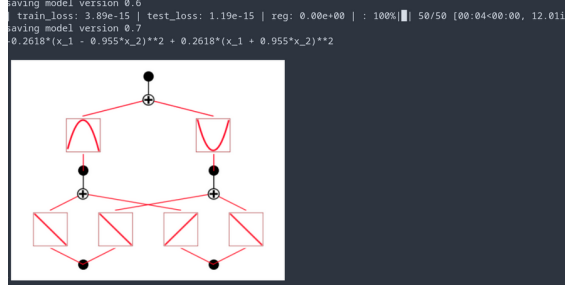 saving model version 0.6
| train_loss: 3.89e-15 | test_loss: 1.19e-15 | reg: 0.00e+00 | : 100%|█| 50/50 [00:04<00:00, 12.01i
saving model version 0.7
-0.2618*(x_1 - 0.955*x_2)**2 + 0.2618*(x_1 + 0.955*x_2)**2